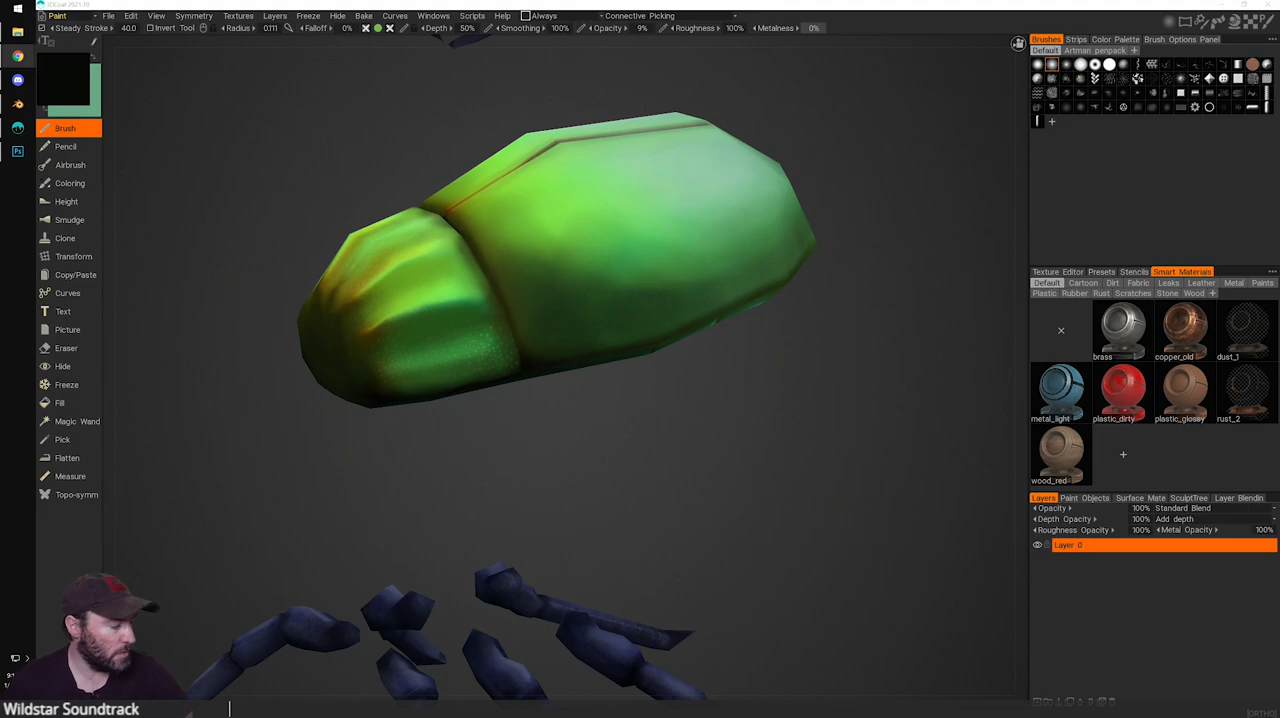 3DCoat 2021.70
Paint File Edit View Symmetry Textures Layers Freeze Hide Bake Curves Windows Scripts Help Always Connective Picking
Steady Stroke 40.0 Invert Tool Radius 0.111 Falloff 0% Depth 50% Smoothing 100% Opacity 9% Roughness 100% Metalness 0%
Brush
Pencil
Airbrush
Coloring
Height
Smudge
Clone
Transform
Copy/Paste
Curves
Text
Picture
Eraser
Hide
Freeze
Fill
Magic Wand
Pick
Flatten
Measure
Topo-symm
Wildstar Soundtrack
Brushes Strips Color Palette Brush Options Panel
Default Artman penpack
Texture Editor Presets Stencils Smart Materials
Default Cartoon Dirt Fabric Leaks Leather Metal Paints
Plastic Rubber Rust Scratches Stone Wood
brass copper_old dust_1
metal_light plastic_dirty plastic_glossy rust_2
wood_red
Layers Paint Objects Surface Mate SculptTree Layer Blendin
Opacity 100% Standard Blend
Depth Opacity 100% Add depth
Roughness Opacity 100% Metal Opacity 100%
Layer 0
[ORTHO]